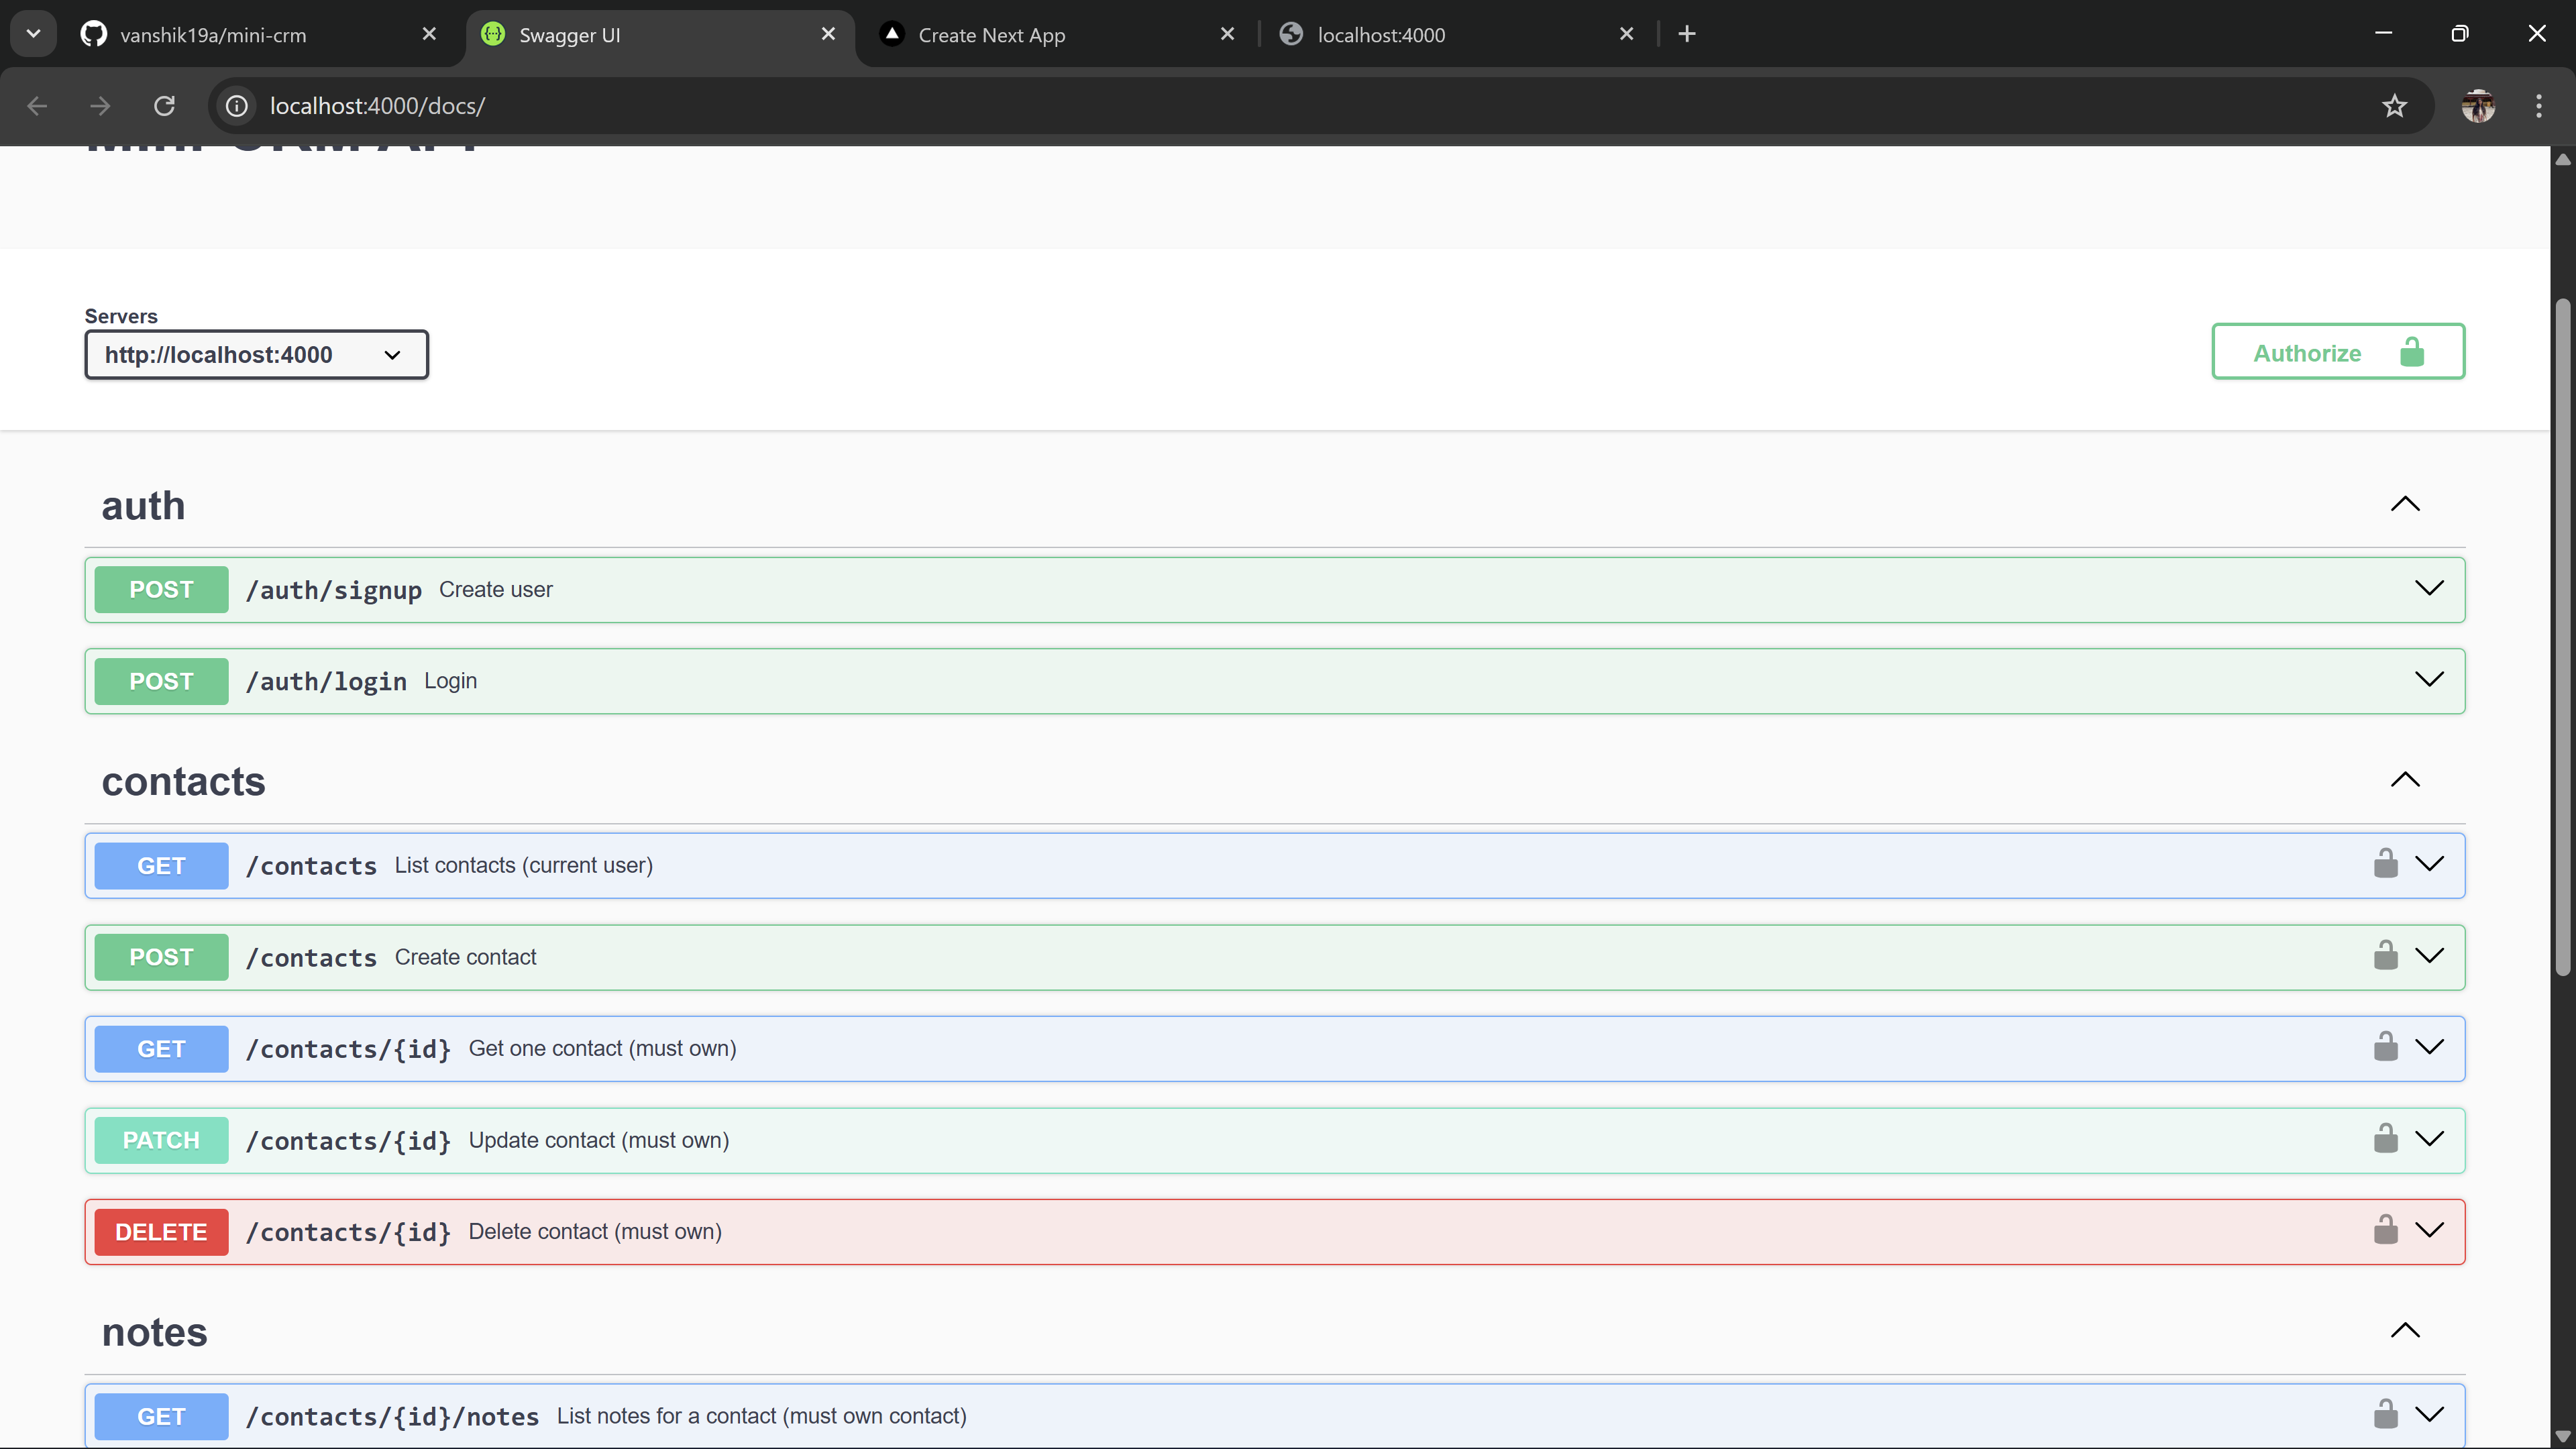 vanshik19a/mini-crm
Swagger UI
Create Next App
localhost:4000
localhost:4000/docs/
Servers
http://localhost:4000
Authorize
auth
POST /auth/signup Create user
POST /auth/login Login
contacts
GET /contacts List contacts (current user)
POST /contacts Create contact
GET /contacts/{id} Get one contact (must own)
PATCH /contacts/{id} Update contact (must own)
DELETE /contacts/{id} Delete contact (must own)
notes
GET /contacts/{id}/notes List notes for a contact (must own contact)